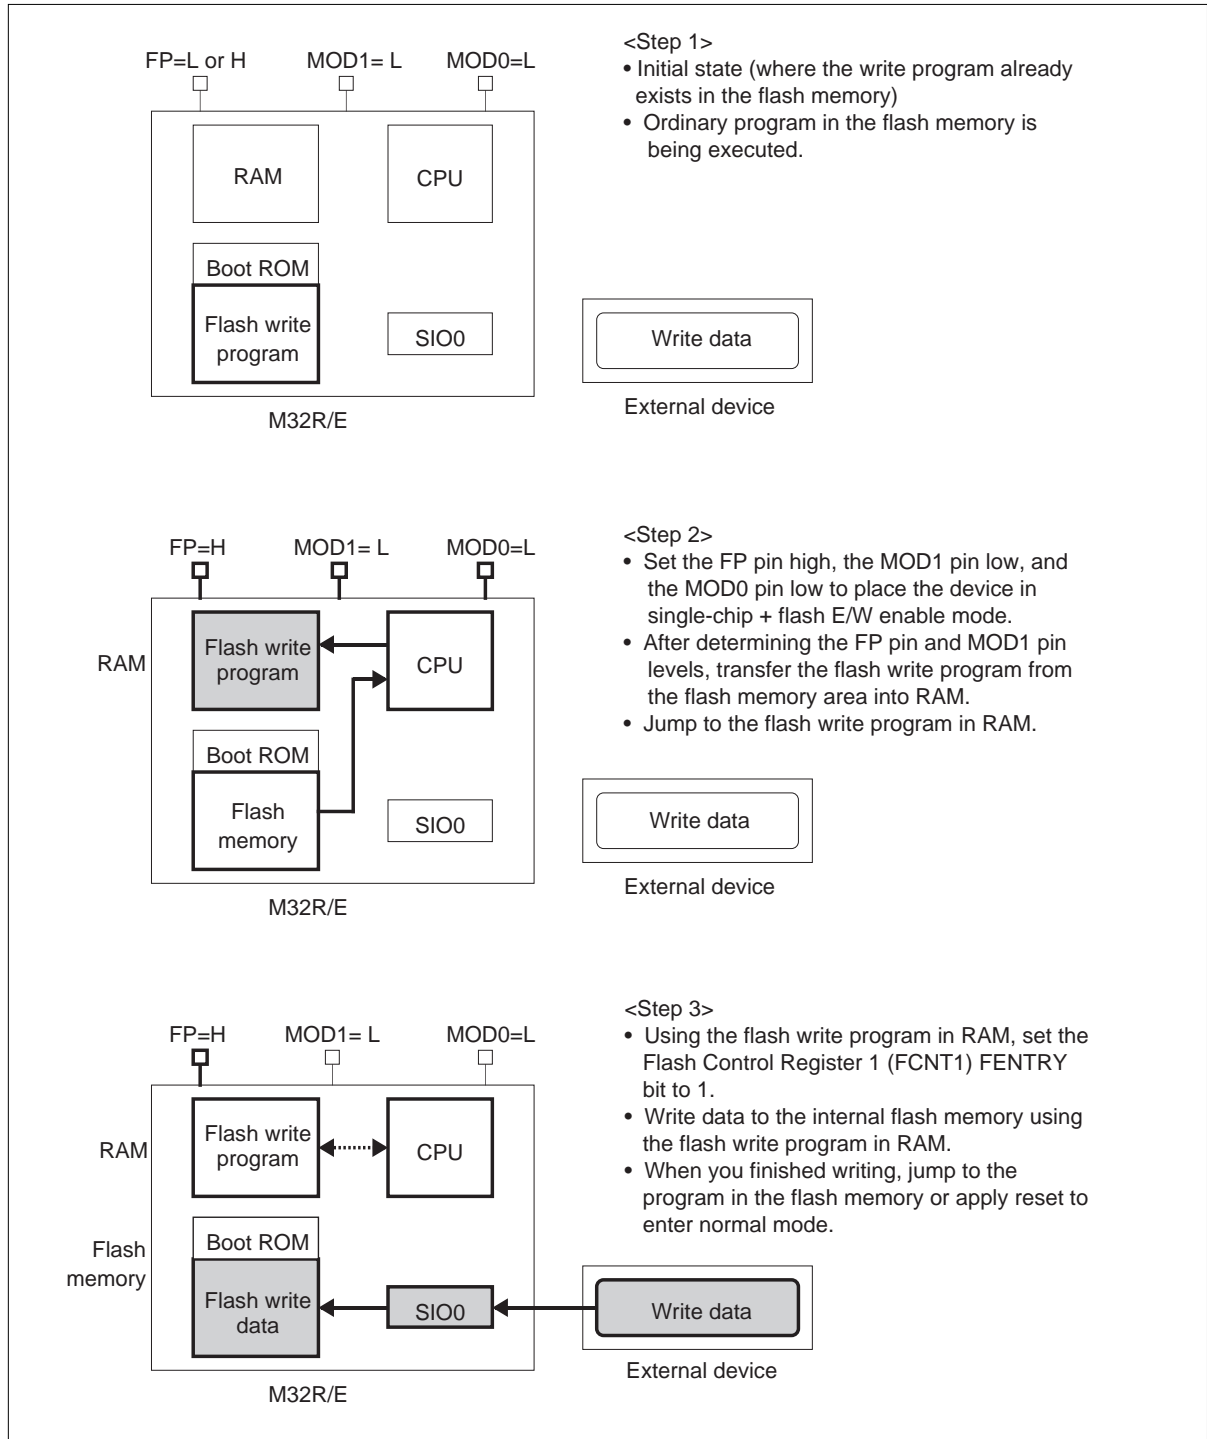 FP=L or H MOD1= L MOD0=L
RAM
CPU
Boot ROM
Flash write
program
SIO0
M32R/E
<Step 1>
• Initial state (where the write program already
exists in the flash memory)
• Ordinary program in the flash memory is
being executed.
Write data
External device
FP=H MOD1= L MOD0=L
RAM
Flash write
program
CPU
Boot ROM
Flash
memory
SIO0
M32R/E
<Step 2>
• Set the FP pin high, the MOD1 pin low, and
the MOD0 pin low to place the device in
single-chip + flash E/W enable mode.
• After determining the FP pin and MOD1 pin
levels, transfer the flash write program from
the flash memory area into RAM.
• Jump to the flash write program in RAM.
Write data
External device
FP=H MOD1= L MOD0=L
RAM
Flash write
program
CPU
Flash
memory
Boot ROM
Flash write
data
SIO0
M32R/E
<Step 3>
• Using the flash write program in RAM, set the
Flash Control Register 1 (FCNT1) FENTRY
bit to 1.
• Write data to the internal flash memory using
the flash write program in RAM.
• When you finished writing, jump to the
program in the flash memory or apply reset to
enter normal mode.
Write data
External device